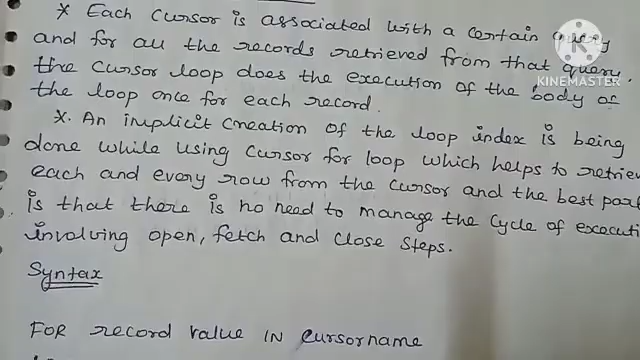 * Each cursor is associated with a certain query
and for all the records retrieved from that query,
the cursor loop does the execution of the body of
the loop once for each record.
*. An implicit creation of the loop index is being
done while using cursor for loop which helps to retriev
each and every row from the cursor and the best part
is that there is no need to manage the cycle of executi
involving open, fetch and close steps.
Syntax
FOR record value IN cursorname
KINEMASTER